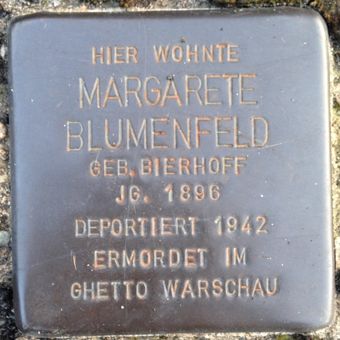 HIER WOHNTE
MARGARETE
BLUMENFELD
GEB. BIERHOFF
JG. 1896
DEPORTIERT 1942
ERMORDET IM
GHETTO WARSCHAU